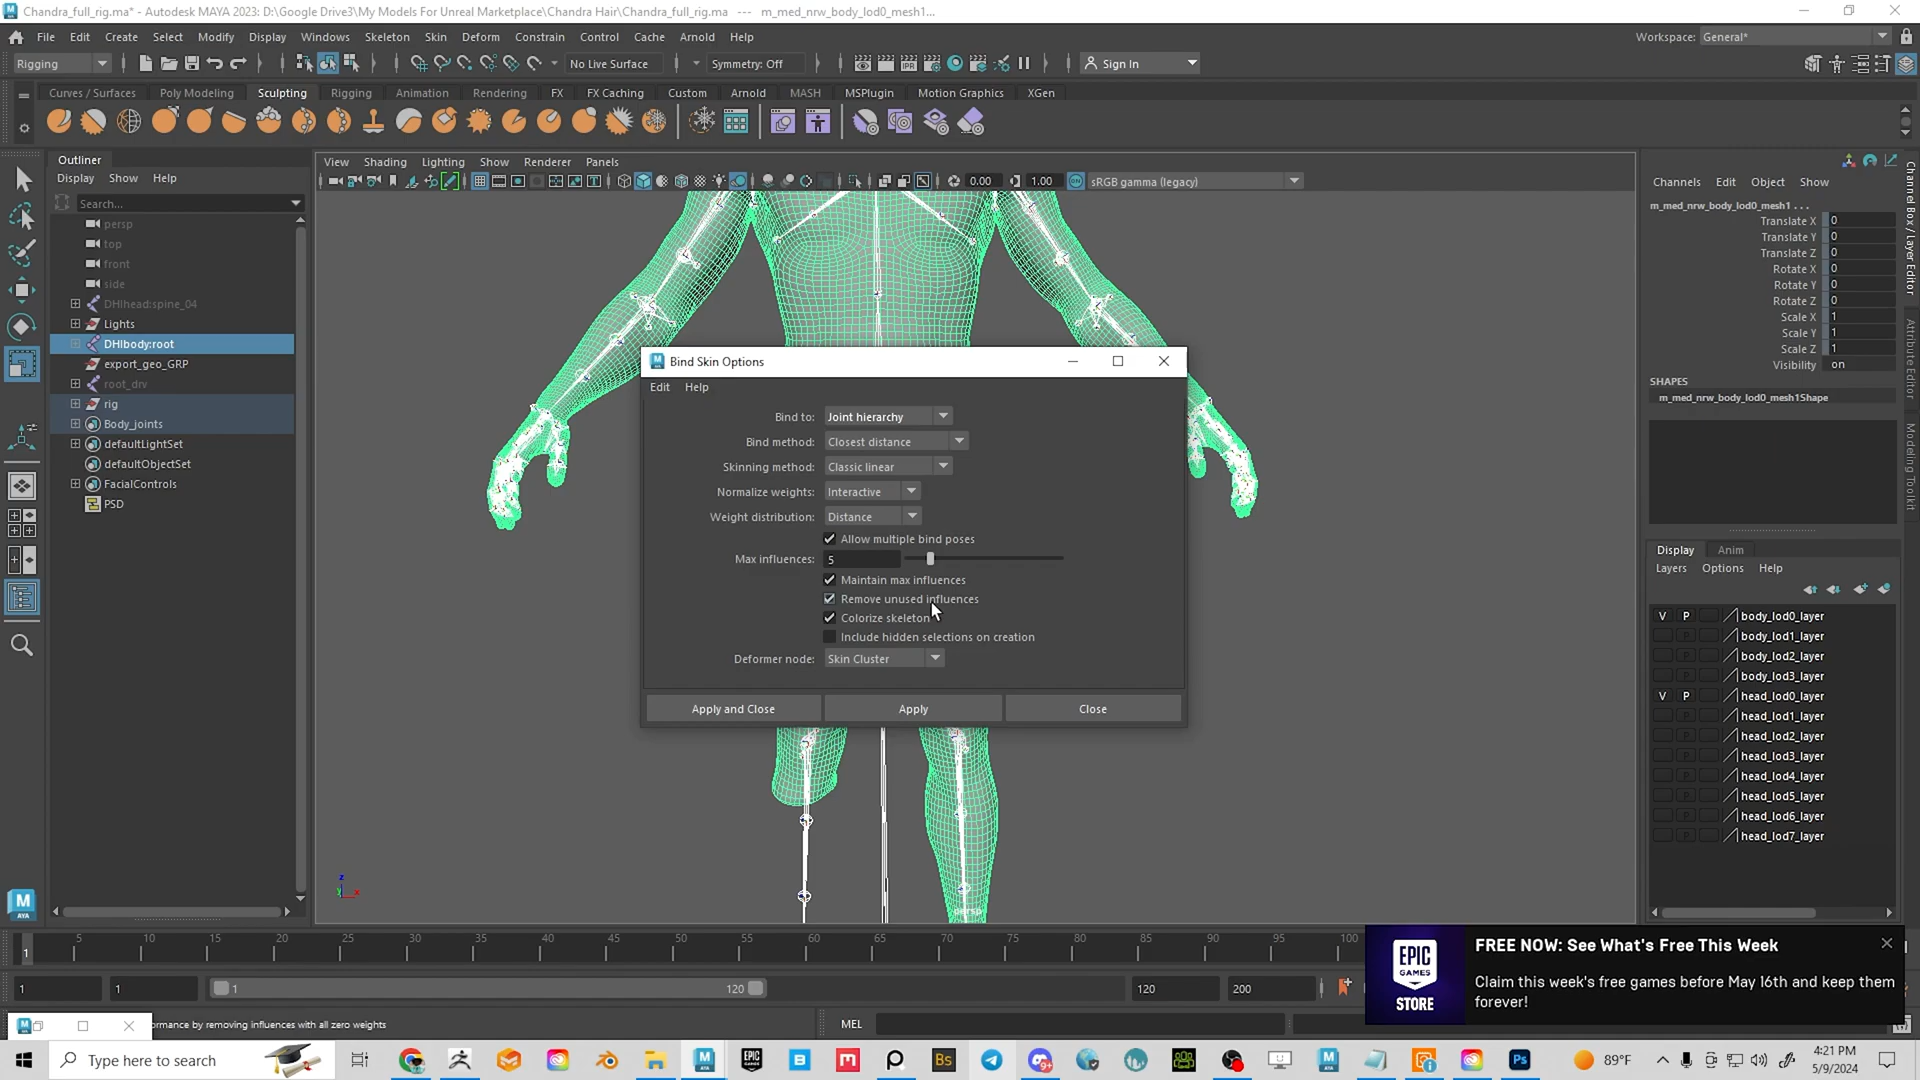 Chandra_full_rig.ma* - Autodesk MAYA 2023: D:\Google Drive3\My Models For Unreal Marketplace\Chandra Hair\Chandra_full_rig.ma   ---   m_med_nrw_body_lod0_mesh1...
File Edit Create Select Modify Display Windows Skeleton Skin Deform Constrain Control Cache Arnold Help
Workspace: General*
Rigging
No Live Surface
Symmetry: Off
Sign In
Curves / Surfaces Poly Modeling Sculpting Rigging Animation Rendering FX FX Caching Custom Arnold MASH MSPlugin Motion Graphics XGen
Outliner
Display Show Help
Search...
persp
top
front
side
DHIhead:spine_04
Lights
DHIbody:root
export_geo_GRP
root_drv
rig
Body_joints
defaultLightSet
defaultObjectSet
FacialControls
PSD
View Shading Lighting Show Renderer Panels
0.00 1.00 sRGB gamma (legacy)
Bind Skin Options
Edit Help
Bind to: Joint hierarchy
Bind method: Closest distance
Skinning method: Classic linear
Normalize weights: Interactive
Weight distribution: Distance
Allow multiple bind poses
Max influences: 5
Maintain max influences
Remove unused influences
Colorize skeleton
Include hidden selections on creation
Deformer node: Skin Cluster
Apply and Close Apply Close
persp
Channels Edit Object Show
m_med_nrw_body_lod0_mesh1 . . .
Translate X 0
Translate Y 0
Translate Z 0
Rotate X 0
Rotate Y 0
Rotate Z 0
Scale X 1
Scale Y 1
Scale Z 1
Visibility on
SHAPES
m_med_nrw_body_lod0_mesh1Shape
Channel Box / Layer Editor
Attribute Editor
Modeling Toolkit
Display Anim
Layers Options Help
V P body_lod0_layer
P body_lod1_layer
P body_lod2_layer
P body_lod3_layer
V P head_lod0_layer
P head_lod1_layer
P head_lod2_layer
P head_lod3_layer
P head_lod4_layer
P head_lod5_layer
P head_lod6_layer
P head_lod7_layer
5 10 15 20 25 30 35 40 45 50 55 60 65 70 75 80 85 90 95 100
1
1 1 1 120 120 200
EPIC GAMES STORE
FREE NOW: See What's Free This Week
Claim this week's free games before May 16th and keep them
forever!
ormance by removing influences with all zero weights
MEL
Type here to search
89°F
4:21 PM
5/9/2024